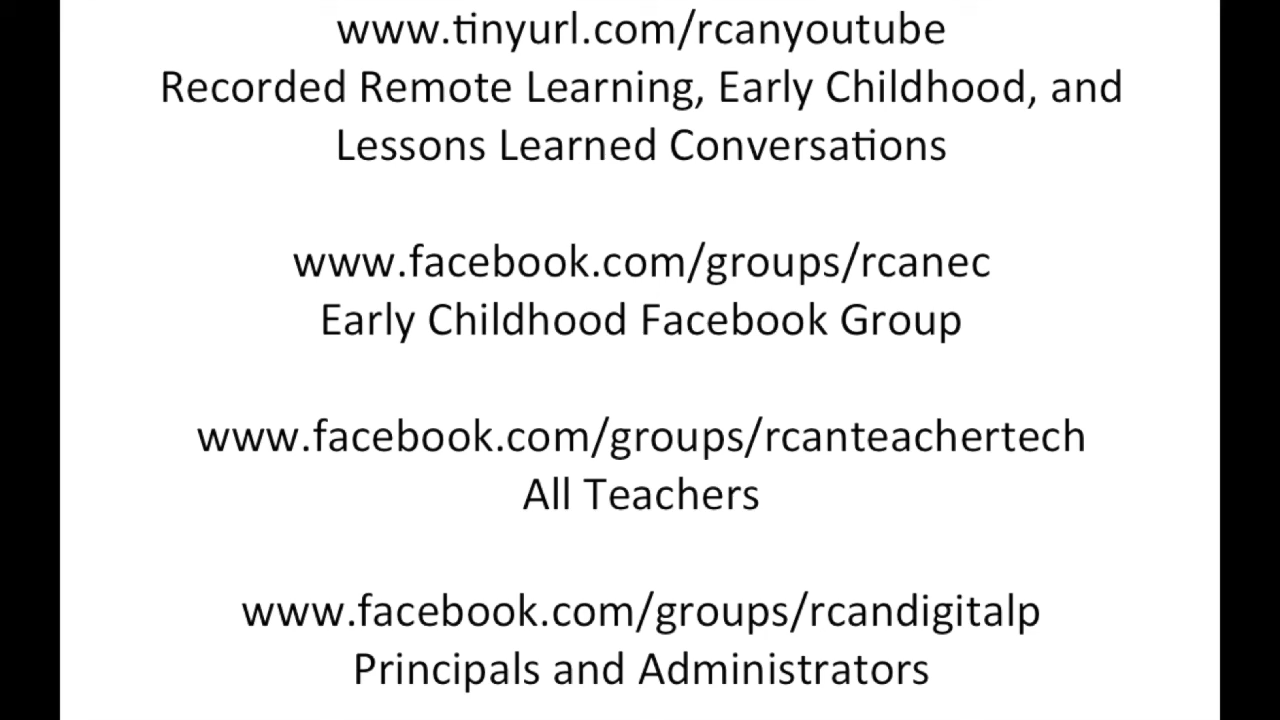 www.tinyurl.com/rcanyoutube
Recorded Remote Learning, Early Childhood, and
Lessons Learned Conversations
www.facebook.com/groups/rcanec
Early Childhood Facebook Group
www.facebook.com/groups/rcanteachertech
All Teachers
www.facebook.com/groups/rcandigitalp
Principals and Administrators